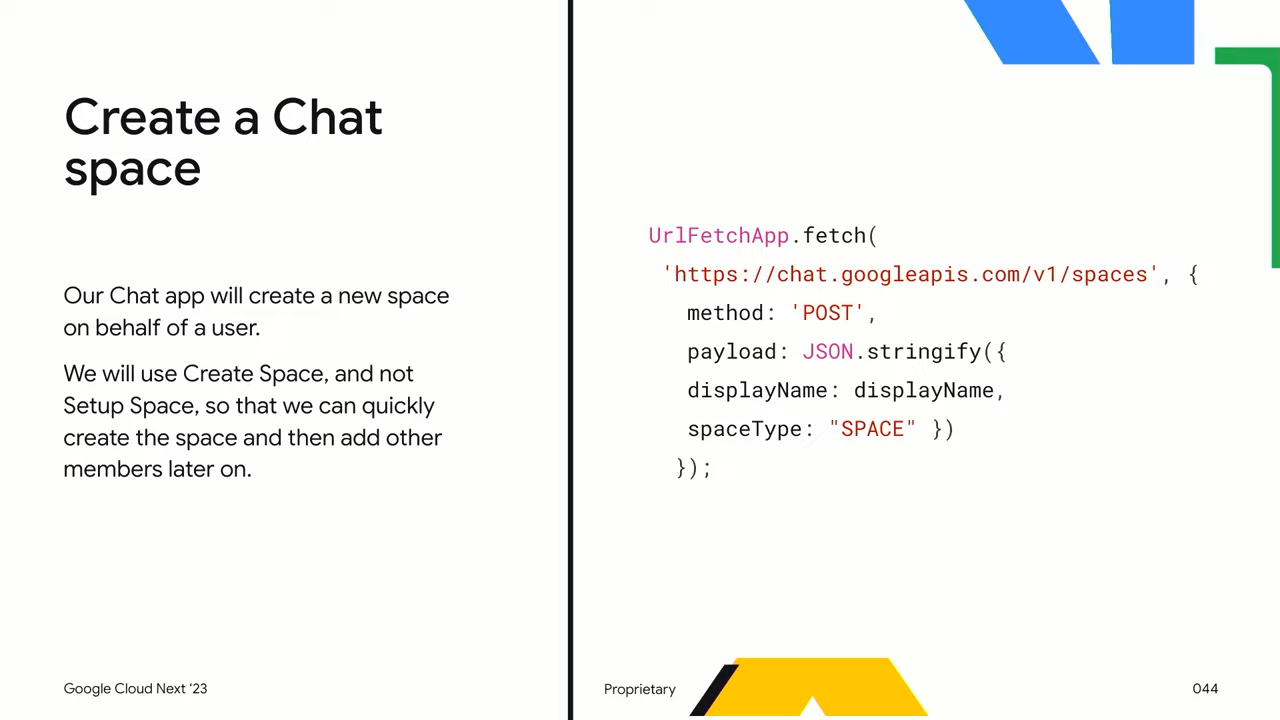 Create a Chat
space
Our Chat app will create a new space
on behalf of a user.
We will use Create Space, and not
Setup Space, so that we can quickly
create the space and then add other
members later on.
UrlFetchApp.fetch(
'https://chat.googleapis.com/v1/spaces', {
method: 'POST',
payload: JSON.stringify({
displayName: displayName,
spaceType: "SPACE" })
});
Google Cloud Next ‘23
Proprietary
044